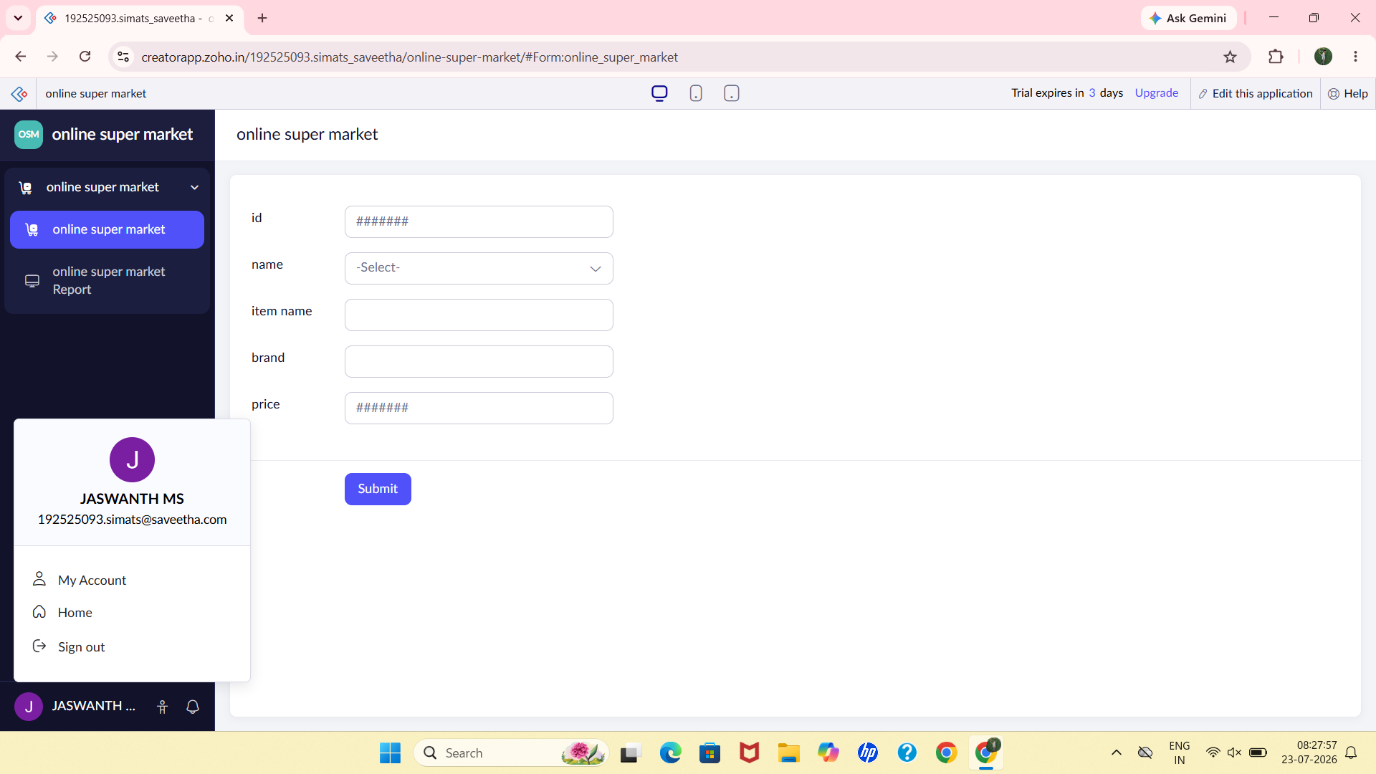 192525093.simats_saveetha -
Ask Gemini
creatorapp.zoho.in/192525093.simats_saveetha/online-super-market/#Form:online_super_market
online super market
Trial expires in 3 days Upgrade
Edit this application
Help
OSM online super market
online super market
online super market
online super market
online super market
Report
id
#######
name
-Select-
item name
brand
price
#######
Submit
J
JASWANTH MS
192525093.simats@saveetha.com
My Account
Home
Sign out
J JASWANTH ...
Search
ENG
IN
08:27:57
23-07-2026